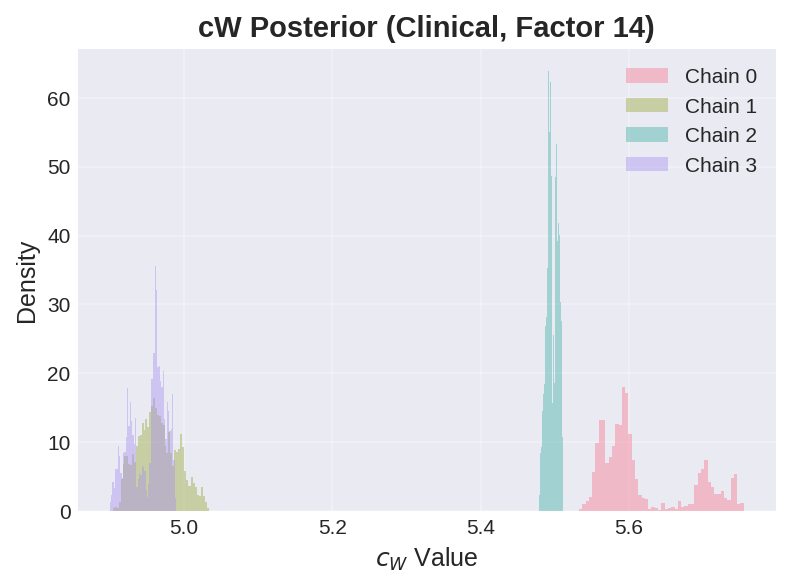 cW Posterior (Clinical, Factor 14)
Chain 0
Chain 1
Chain 2
Chain 3
Density
60
50
40
30
20
10
0
5.0 5.2 5.4 5.6
c_W Value